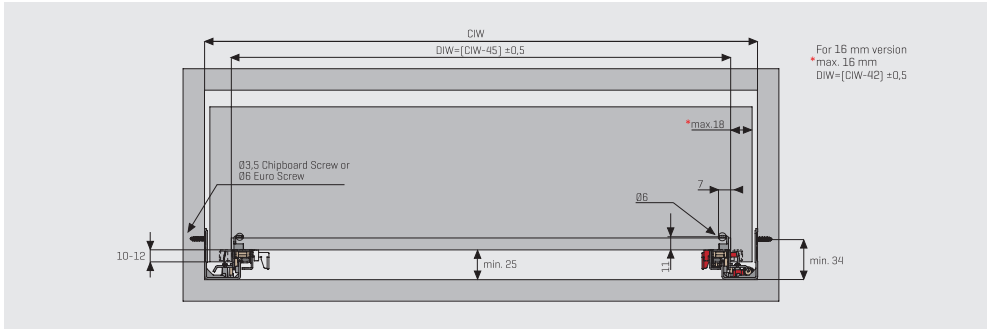 CIW
DIW=(CIW-45) ±0,5
For 16 mm version
*max. 16 mm
DIW=(CIW-42) ±0,5
*max.18
Ø3,5 Chipboard Screw or
Ø6 Euro Screw
7
Ø6
10-12
min. 25
11
min. 34